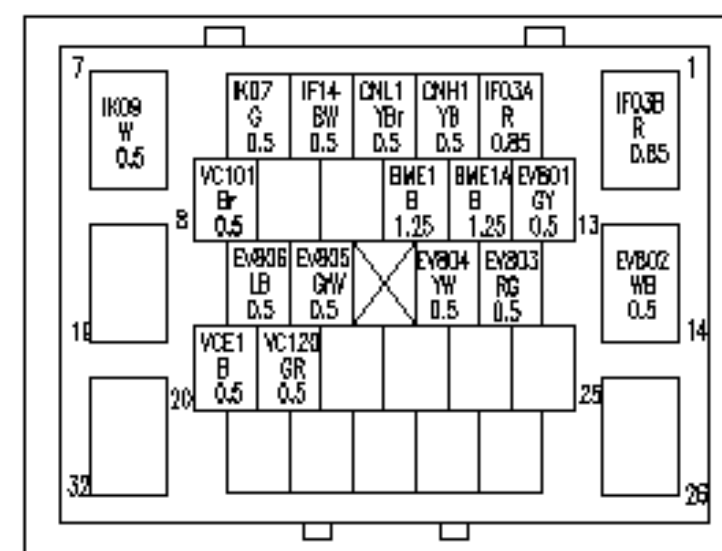 7 1
IK09
W
0.5
IK07
G
0.5
IF14
BW
0.5
CNL1
YBr
0.5
CNH1
YB
0.5
IF03A
R
0.85
IF03B
R
0.85
8 13
VC101
Br
0.5
BME1
B
1.25
BME1A
B
1.25
EVB01
GY
0.5
EVB06
LB
0.5
EVB05
GrW
0.5
EVB04
YW
0.5
EVB03
RG
0.5
EVB02
WB
0.5
19 14
20 25
VCE1
B
0.5
VC120
GR
0.5
32 26